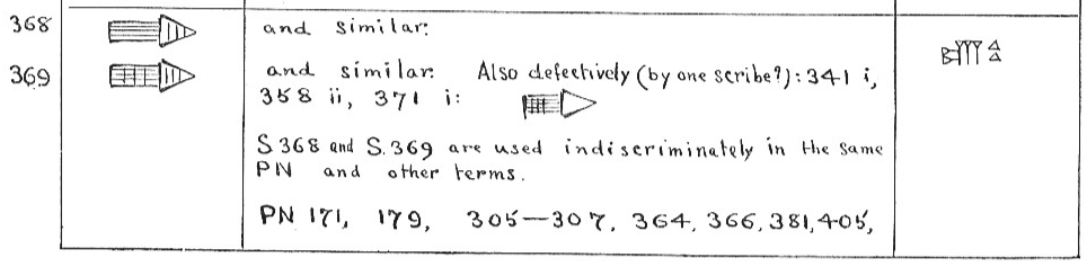 368 and similar:
369 and similar: Also defectively (by one scribe?): 341 i,
358 ii, 371 i:
S 368 and S. 369 are used indiscriminately in the same
PN and other terms.
PN 171, 179, 305—307, 364, 366, 381, 405,